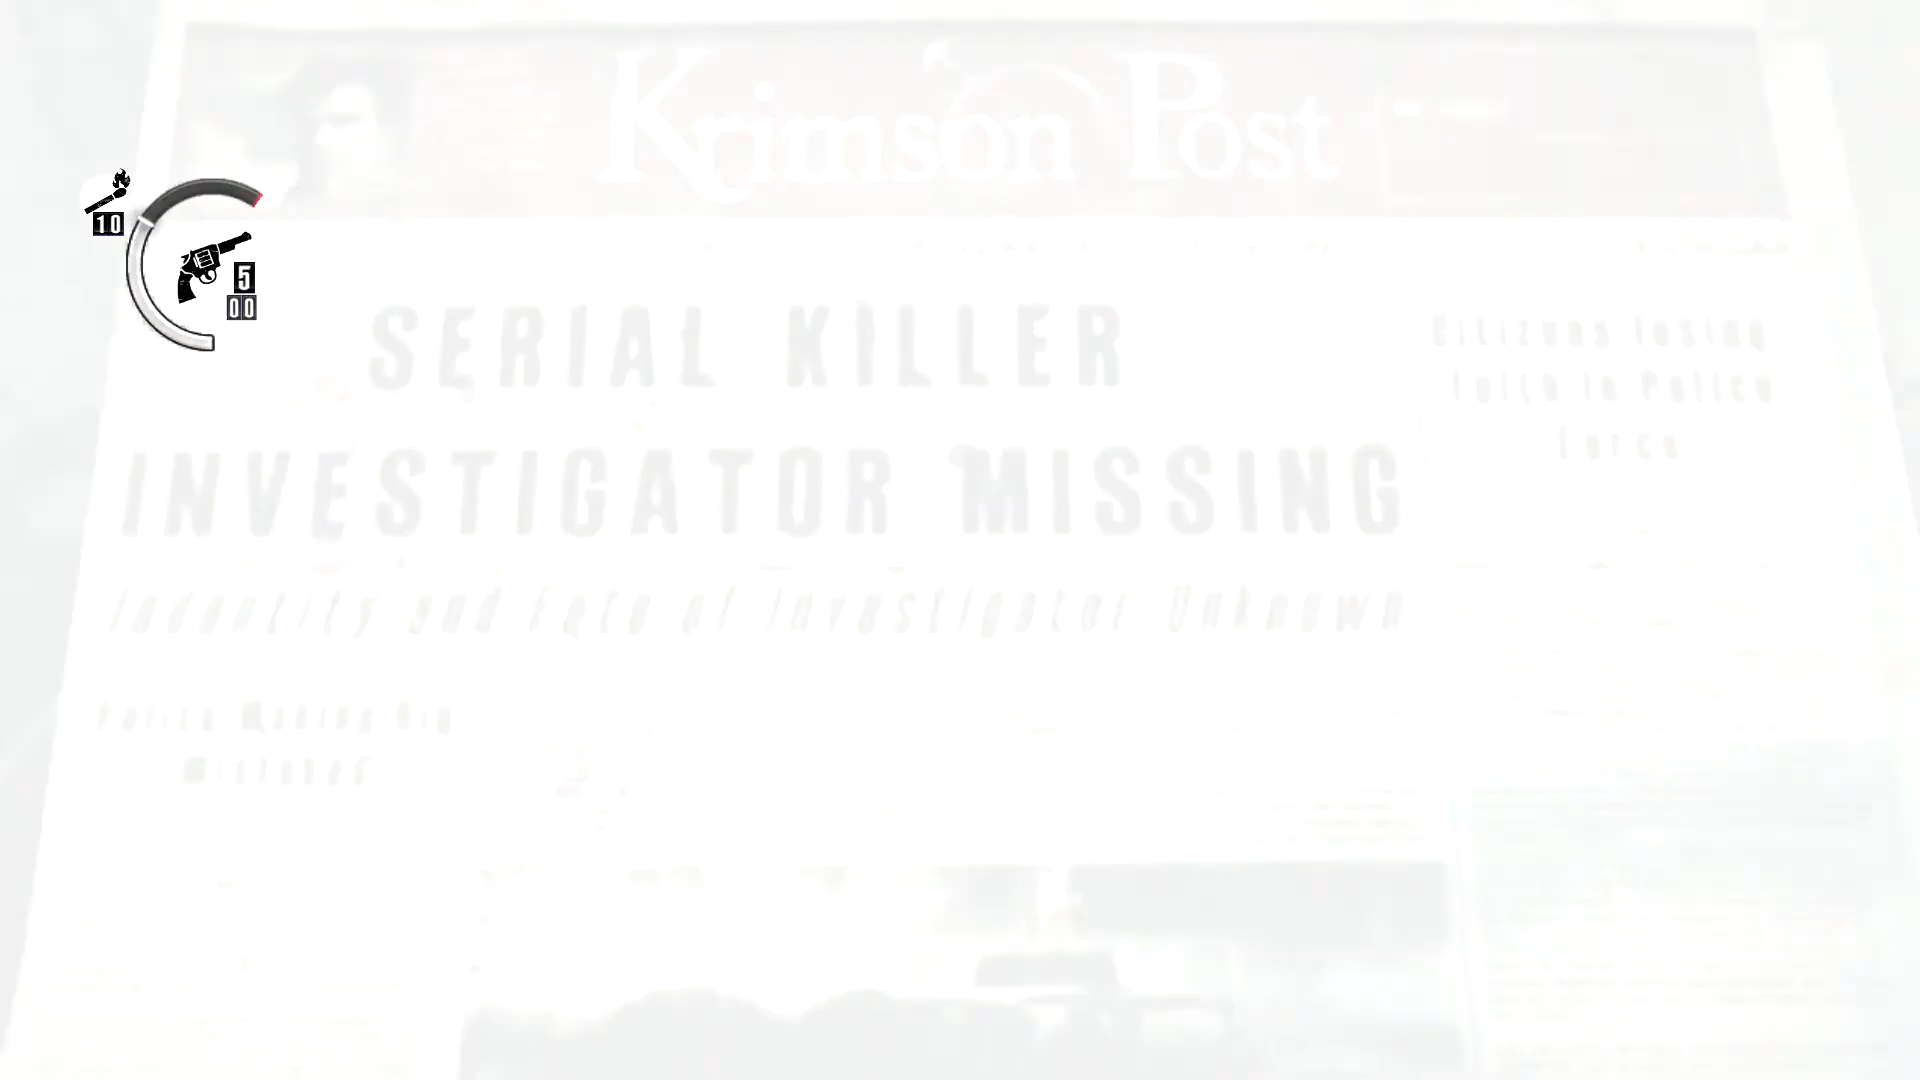 Krimson Post
10
5
00
SERIAL KILLER
INVESTIGATOR MISSING
Identity and Fate of Investigator Unknown
Citizens losing
faith in Police
Force
Police Making Big
Mistakes